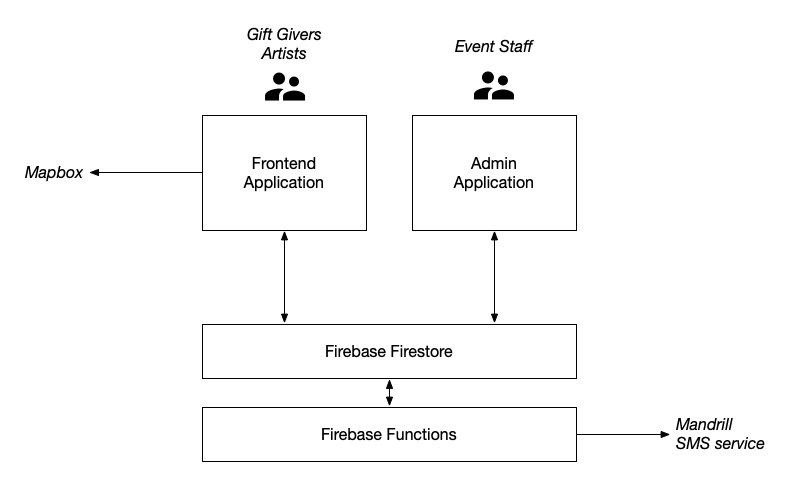 Gift Givers
Artists
Event Staff
Mapbox
Frontend
Application
Admin
Application
Firebase Firestore
Firebase Functions
Mandrill
SMS service